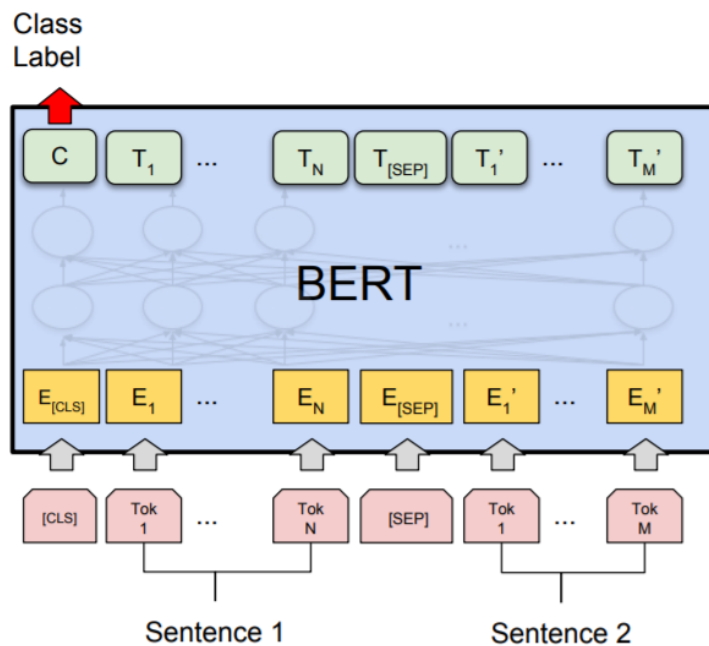 Class
Label
C T1 ... TN T[SEP] T1’ ... TM’
...
BERT
...
E[CLS] E1 ... EN E[SEP] E1’ ... EM’
[CLS] Tok 1 ... Tok N [SEP] Tok 1 ... Tok M
Sentence 1 Sentence 2